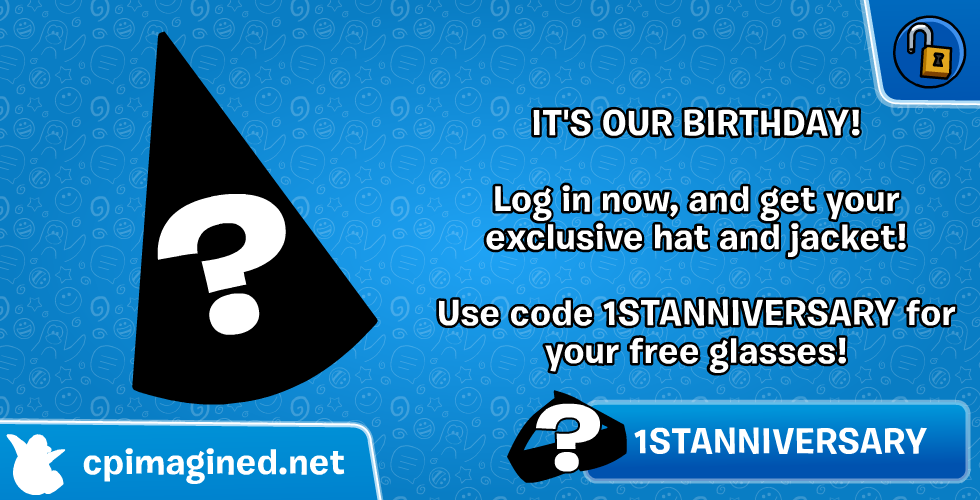 IT'S OUR BIRTHDAY!
Log in now, and get your
exclusive hat and jacket!
Use code 1STANNIVERSARY for
your free glasses!
?
?
1STANNIVERSARY
cpimagined.net